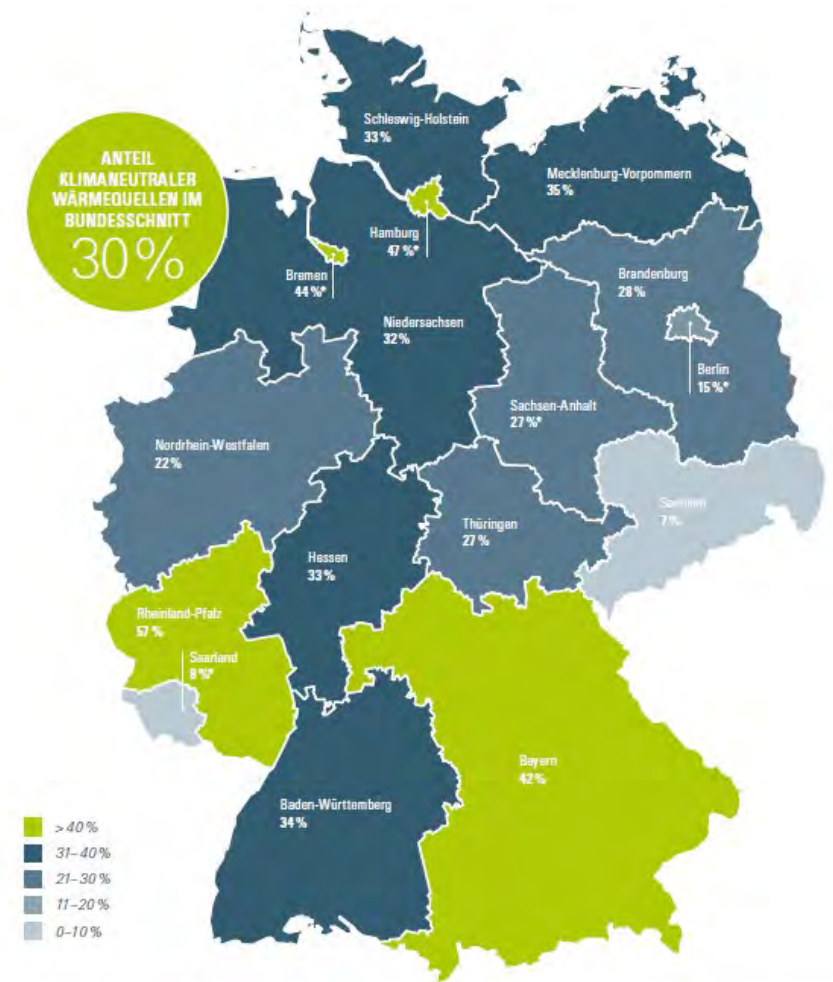 ANTEIL
KLIMANEUTRALER
WÄRMEQUELLEN IM
BUNDESSCHNITT
30%
Schleswig-Holstein
33%
Mecklenburg-Vorpommern
35%
Hamburg
47%*
Bremen
44%*
Niedersachsen
32%
Brandenburg
28%
Berlin
15%*
Sachsen-Anhalt
27%*
Nordrhein-Westfalen
22%
Sachsen
7%
Thüringen
27%
Hessen
33%
Rheinland-Pfalz
57%
Saarland
8%*
Bayern
42%
Baden-Württemberg
34%
>40%
31–40%
21–30%
11–20%
0–10%